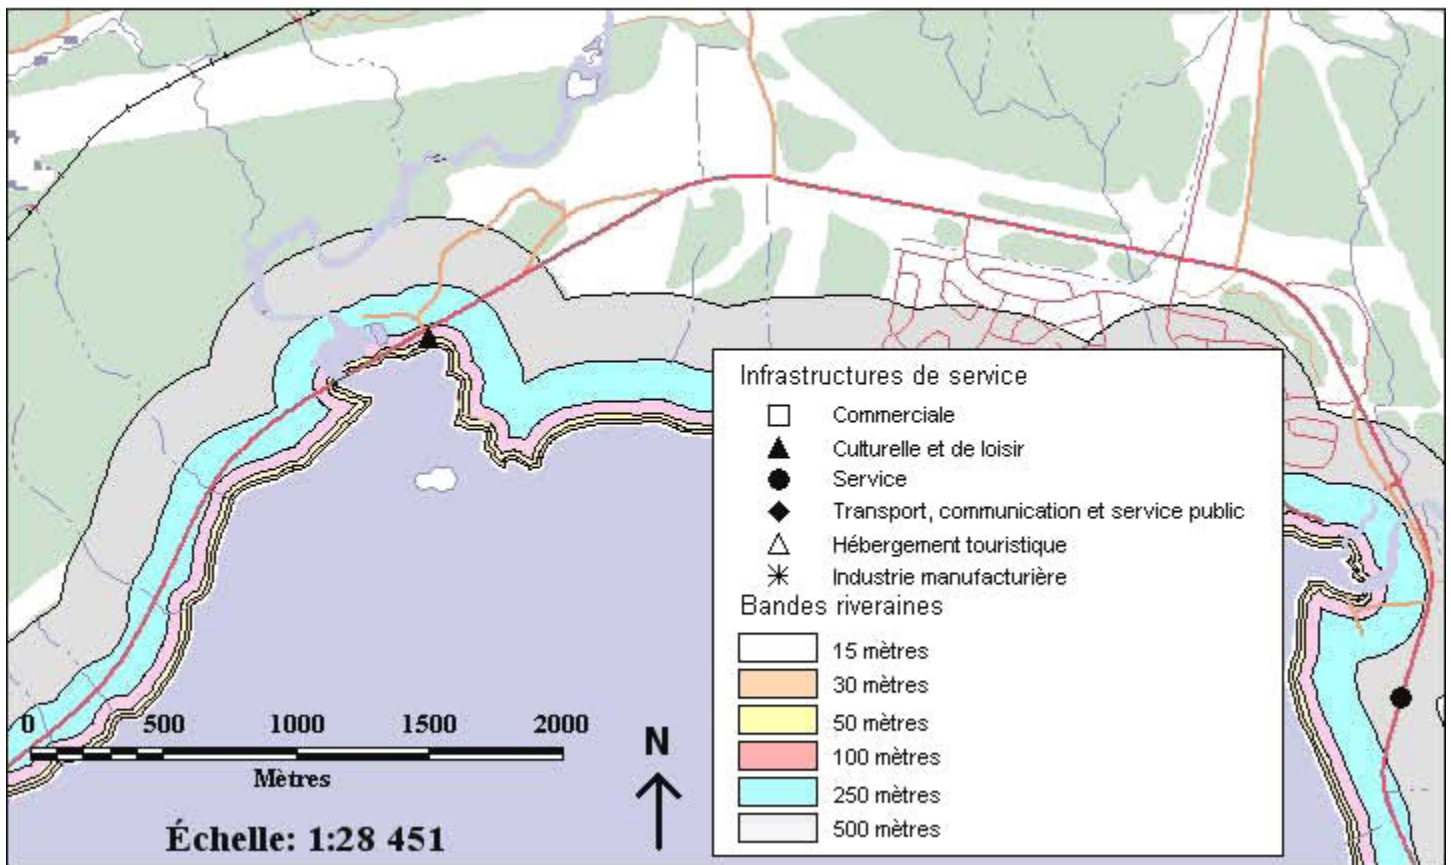 Infrastructures de service
Commerciale
Culturelle et de loisir
Service
Transport, communication et service public
Hébergement touristique
Industrie manufacturière
Bandes riveraines
15 mètres
30 mètres
50 mètres
100 mètres
250 mètres
500 mètres
0 500 1000 1500 2000
Mètres
Échelle: 1:28 451
N